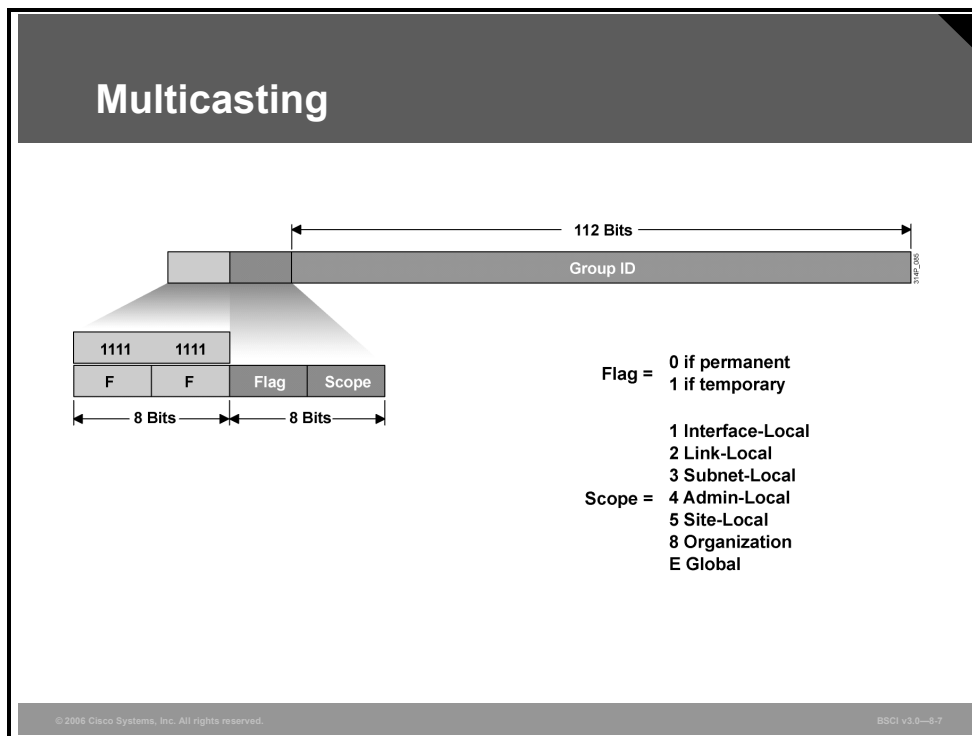 Multicasting
112 Bits
Group ID
314P_085
1111 1111
F F Flag Scope
8 Bits 8 Bits
Flag = 0 if permanent
1 if temporary
Scope = 1 Interface-Local
2 Link-Local
3 Subnet-Local
4 Admin-Local
5 Site-Local
8 Organization
E Global
© 2006 Cisco Systems, Inc. All rights reserved.
BSCI v3.0—8-7